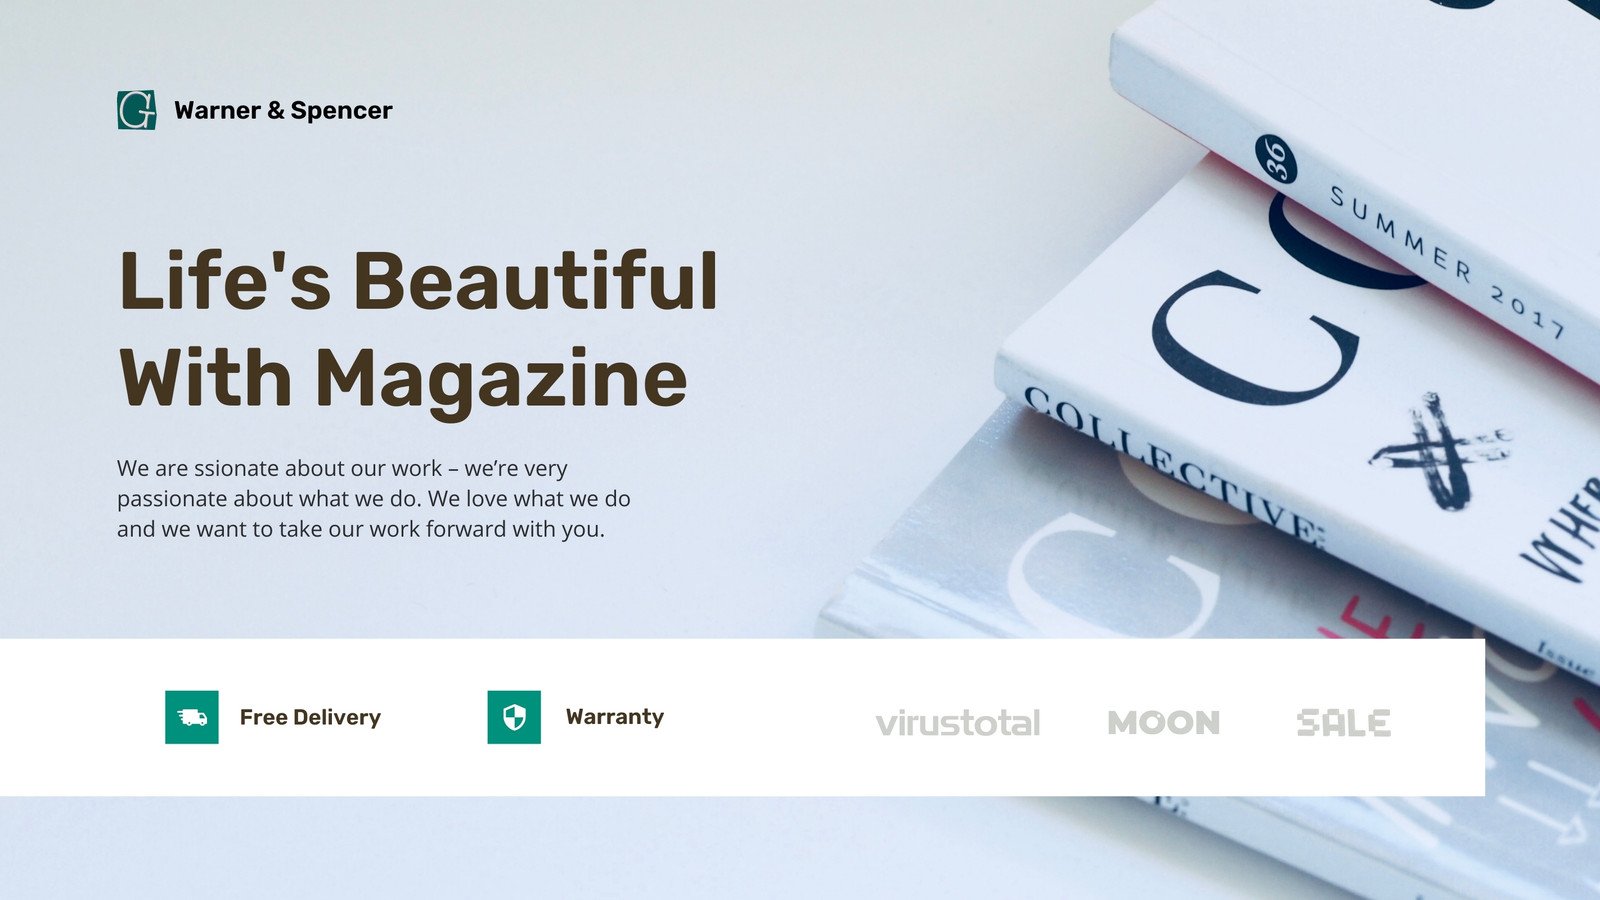 G
Warner & Spencer
Life's Beautiful
With Magazine
We are ssionate about our work – we're very
passionate about what we do. We love what we do
and we want to take our work forward with you.
36
SUMMER 2017
CO
COLLECTIVE:
C
Issue
Free Delivery
Warranty
virustotal
MOON
SALE